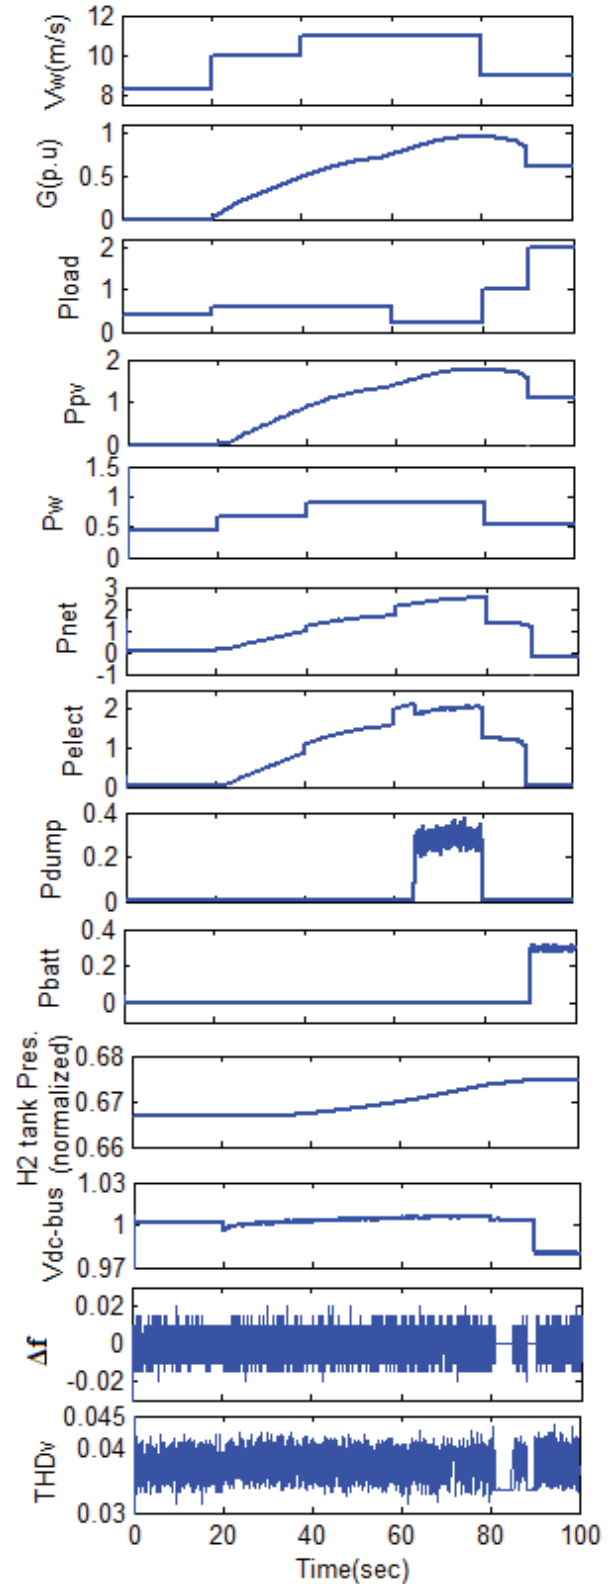 Vw(m/s)
12
10
8
G(p.u)
1
0.5
0
Pload
2
1
0
Ppv
2
1
0
Pw
1.5
1
0.5
0
Pnet
3
2
1
0
-1
Pelect
2
1
0
Pdump
0.4
0.2
0
Pbatt
0.4
0.2
0
H2 tank Pres.
(normalized)
0.68
0.67
0.66
Vdc-bus
1.03
1
0.97
Δf
0.02
0
-0.02
THDv
0.045
0.04
0.03
0 20 40 60 80 100
Time(sec)